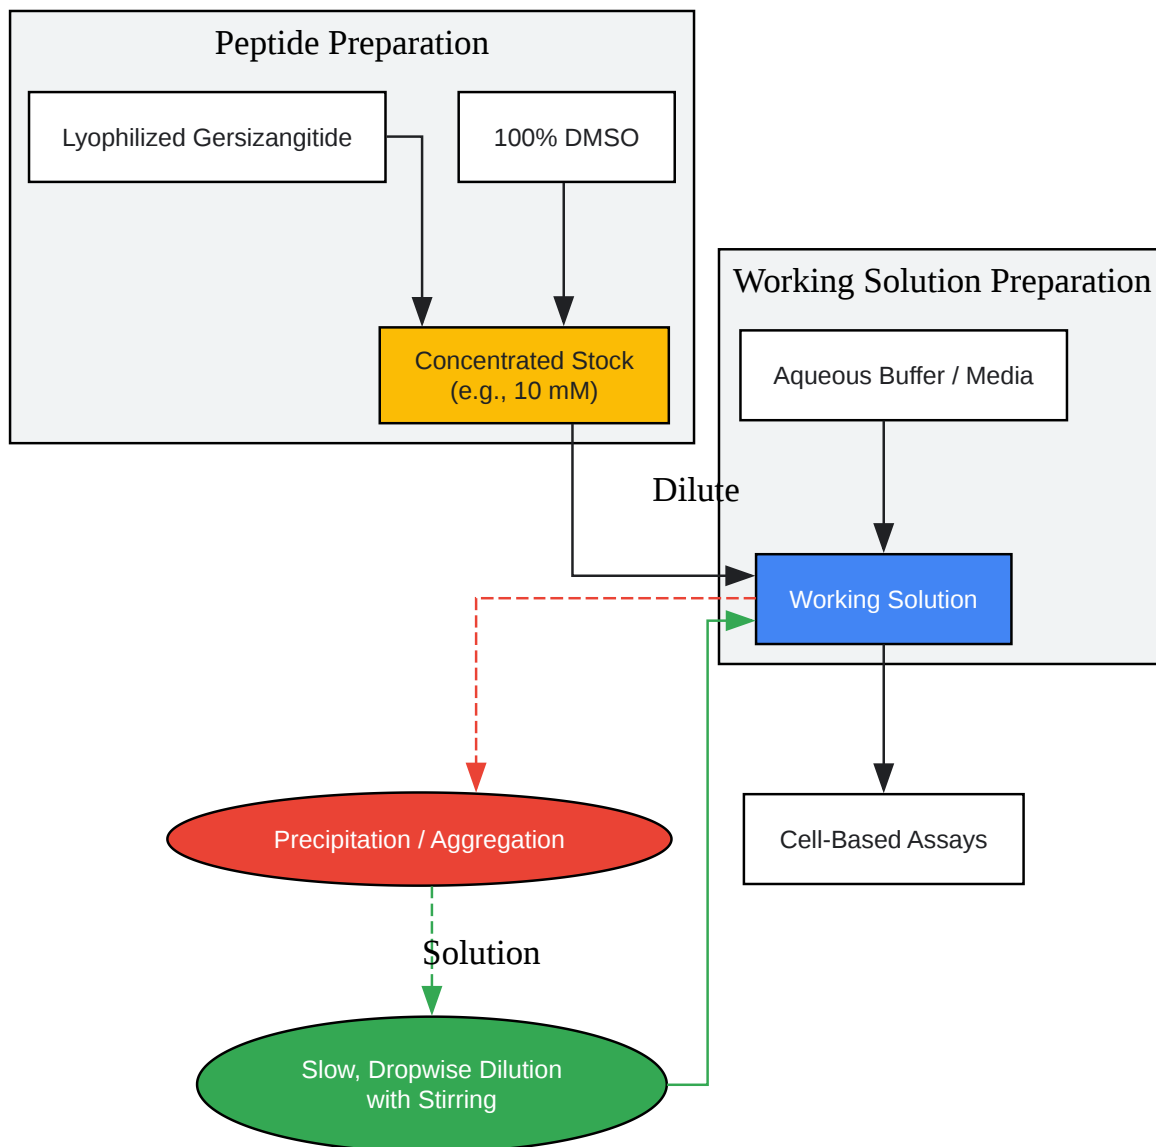 Peptide Preparation
Lyophilized Gersizangitide
100% DMSO
Concentrated Stock
(e.g., 10 mM)
Working Solution Preparation
Aqueous Buffer / Media
Dilute
Working Solution
Precipitation / Aggregation
Cell-Based Assays
Solution
Slow, Dropwise Dilution
with Stirring